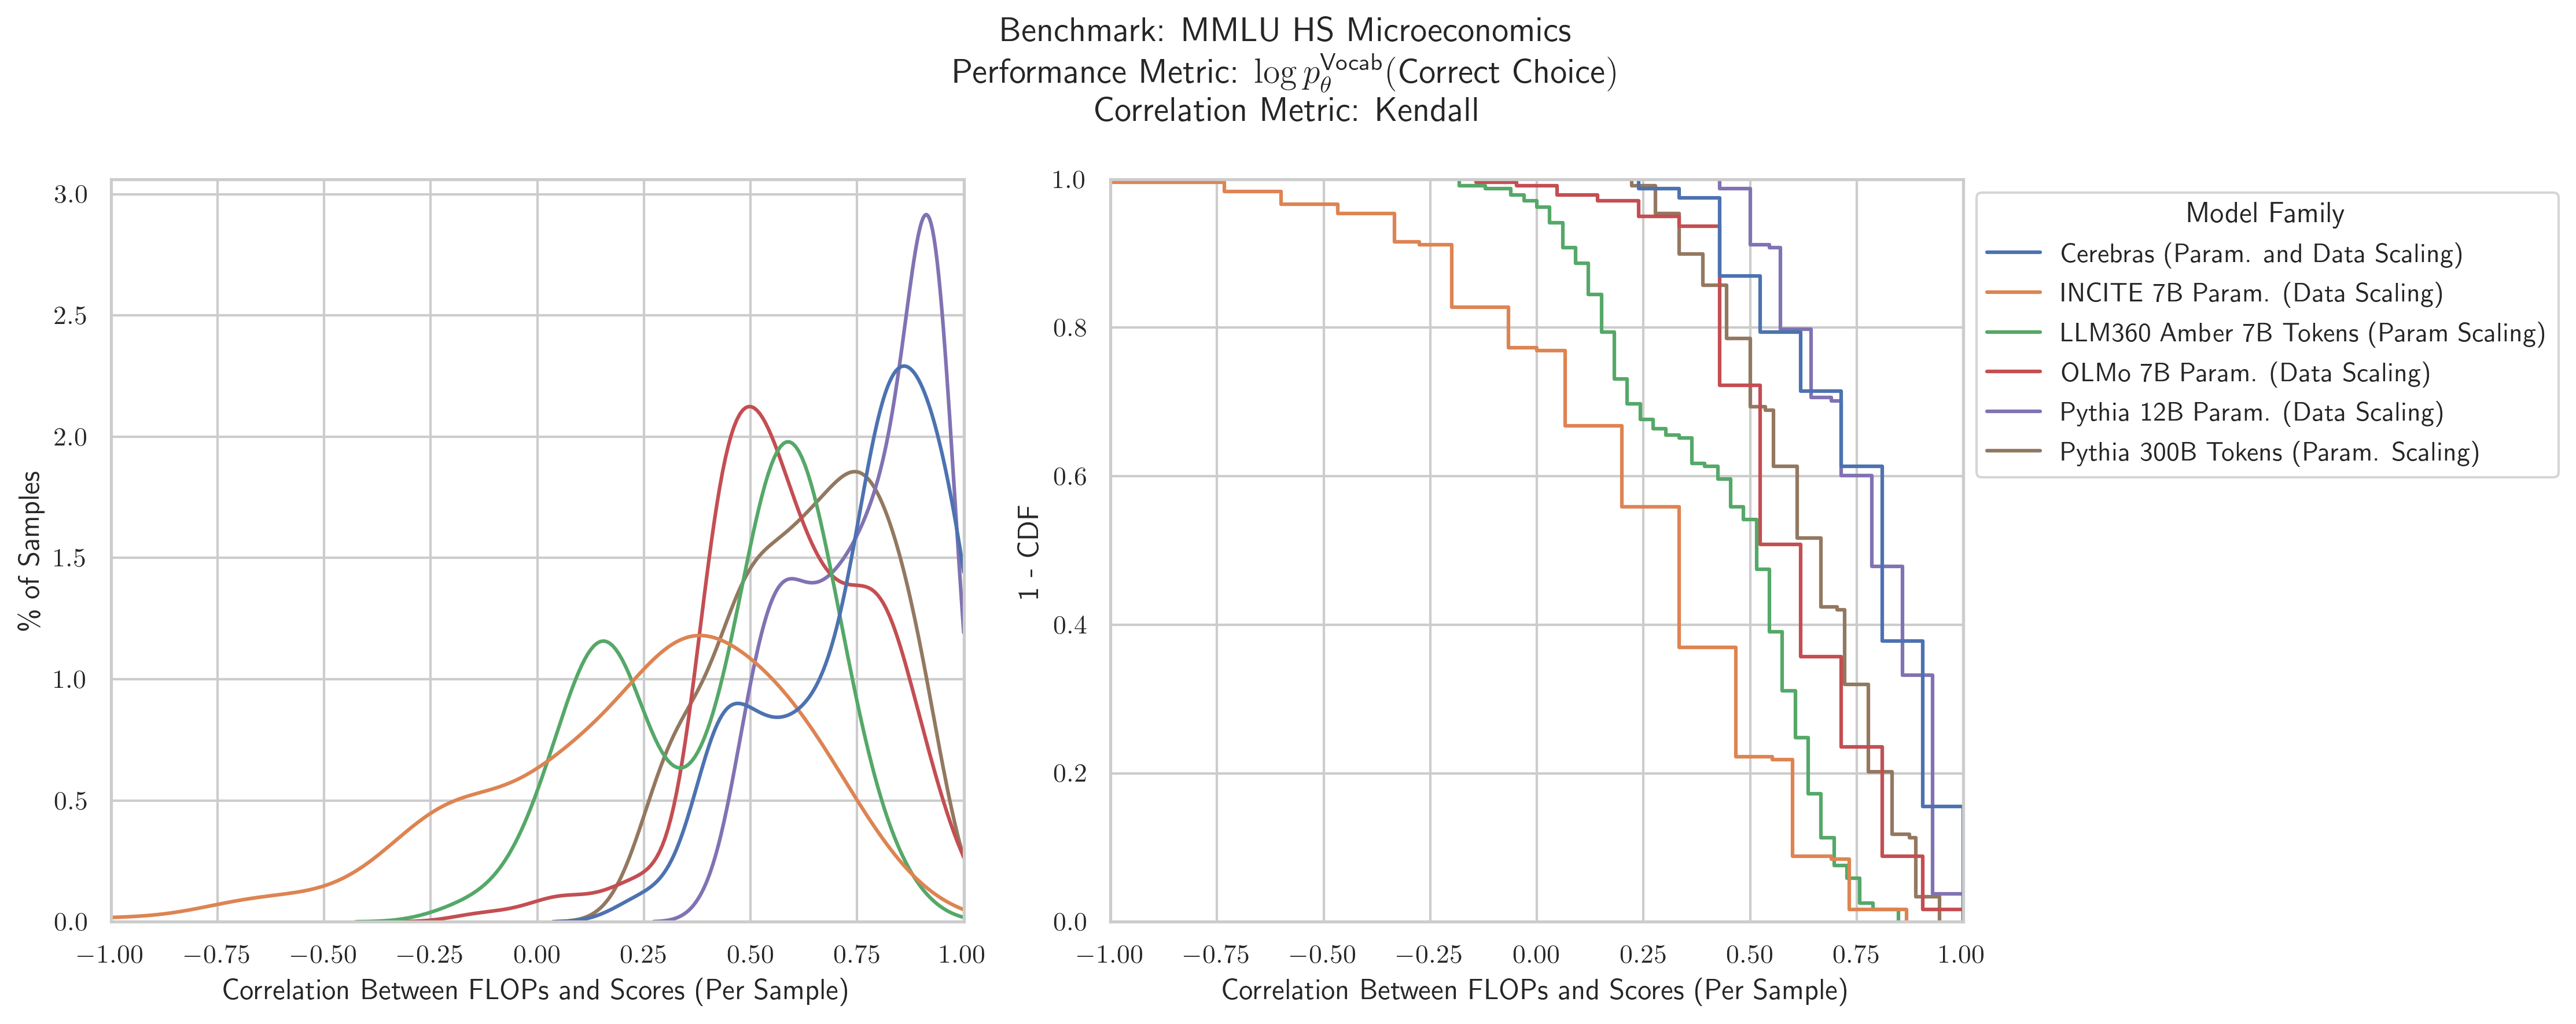 Benchmark: MMLU HS Microeconomics
Performance Metric: log p_θ^Vocab(Correct Choice)
Correlation Metric: Kendall
3.0
2.5
2.0
1.5
1.0
0.5
0.0
% of Samples
−1.00 −0.75 −0.50 −0.25 0.00 0.25 0.50 0.75 1.00
Correlation Between FLOPs and Scores (Per Sample)
1.0
0.8
0.6
0.4
0.2
0.0
1 - CDF
−1.00 −0.75 −0.50 −0.25 0.00 0.25 0.50 0.75 1.00
Correlation Between FLOPs and Scores (Per Sample)
Model Family
Cerebras (Param. and Data Scaling)
INCITE 7B Param. (Data Scaling)
LLM360 Amber 7B Tokens (Param Scaling)
OLMo 7B Param. (Data Scaling)
Pythia 12B Param. (Data Scaling)
Pythia 300B Tokens (Param. Scaling)